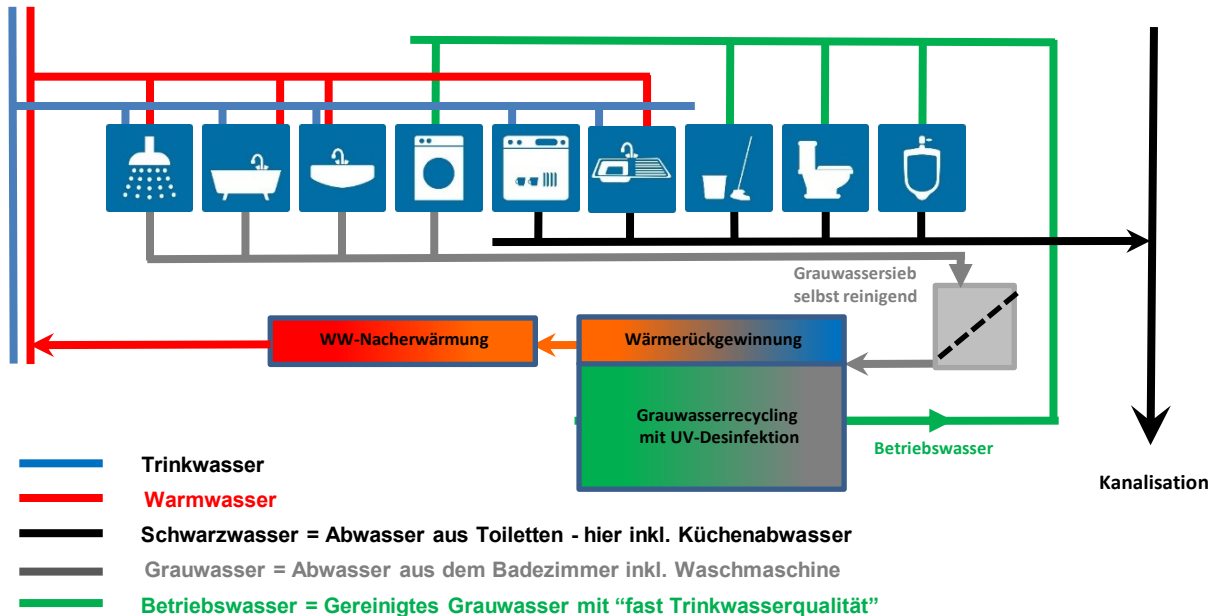 Grauwassersieb
selbst reinigend
WW-Nacherwärmung
Wärmerückgewinnung
Grauwasserrecycling
mit UV-Desinfektion
Betriebswasser
Kanalisation
Trinkwasser
Warmwasser
Schwarzwasser = Abwasser aus Toiletten - hier inkl. Küchenabwasser
Grauwasser = Abwasser aus dem Badezimmer inkl. Waschmaschine
Betriebswasser = Gereinigtes Grauwasser mit “fast Trinkwasserqualität”